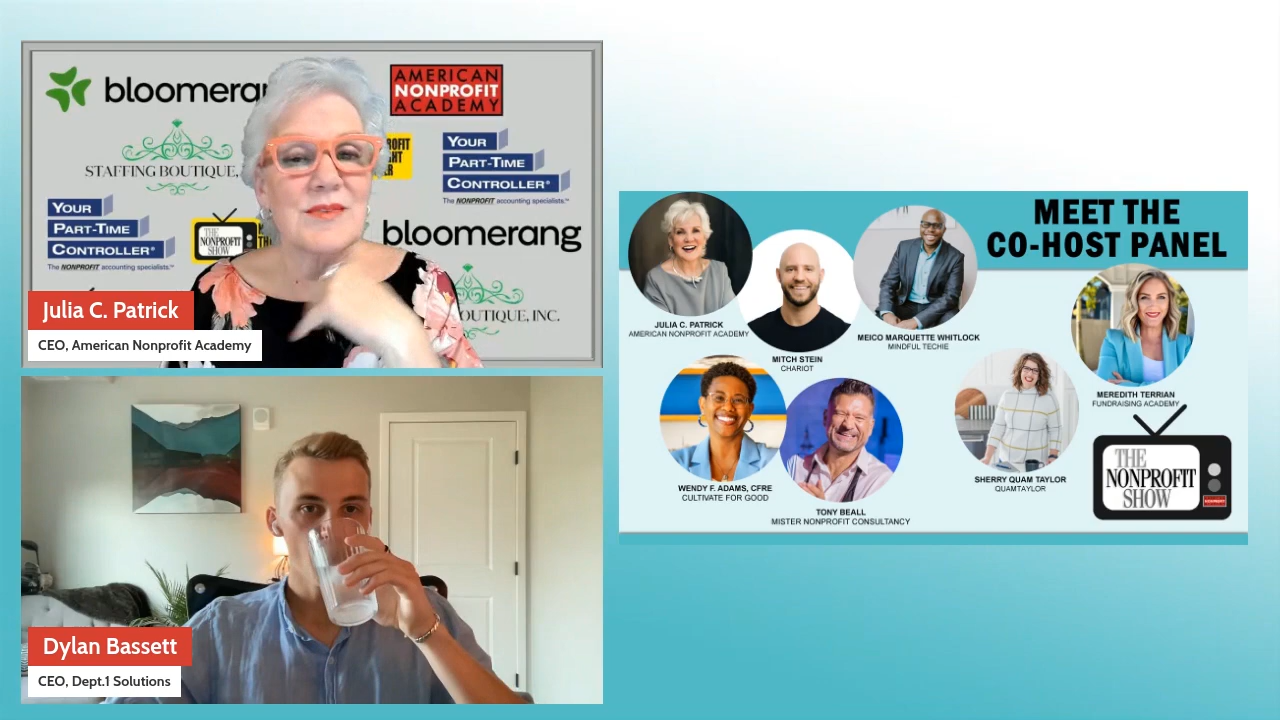 bloomerang
AMERICAN
NONPROFIT
ACADEMY
STAFFING BOUTIQUE,
YOUR
PART-TIME
CONTROLLER®
The NONPROFIT accounting specialists.™
YOUR
PART-TIME
CONTROLLER®
The NONPROFIT accounting specialists.™
THE
NONPROFIT
SHOW
bloomerang
OUTIQUE, INC.
Julia C. Patrick
CEO, American Nonprofit Academy
Dylan Bassett
CEO, Dept.1 Solutions
MEET THE
CO-HOST PANEL
JULIA C. PATRICK
AMERICAN NONPROFIT ACADEMY
MITCH STEIN
CHARIOT
MEICO MARQUETTE WHITLOCK
MINDFUL TECHIE
MEREDITH TERRIAN
FUNDRAISING ACADEMY
WENDY F. ADAMS, CFRE
CULTIVATE FOR GOOD
TONY BEALL
MISTER NONPROFIT CONSULTANCY
SHERRY QUAM TAYLOR
QUAMTAYLOR
THE
NONPROFIT
SHOW